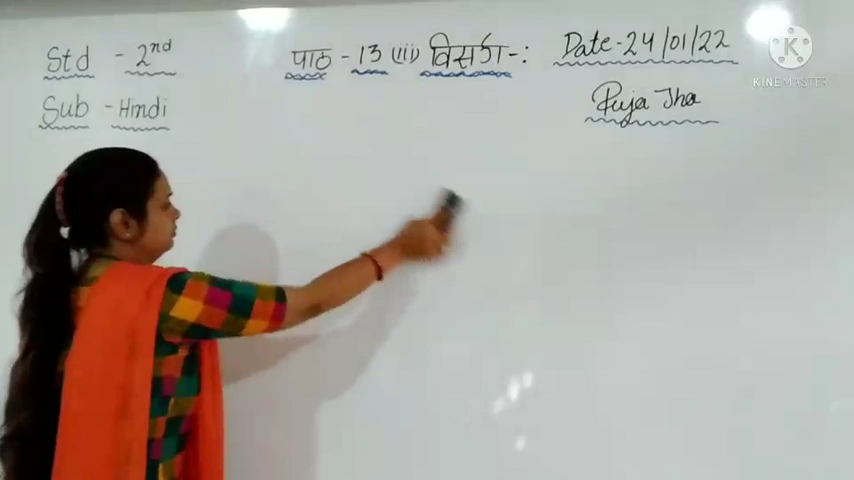 Std - 2nd
पाठ - 13 (ii) विसर्ग -:
Date - 24/01/22
Sub - Hindi
Puja Jha
K
KINEMASTER